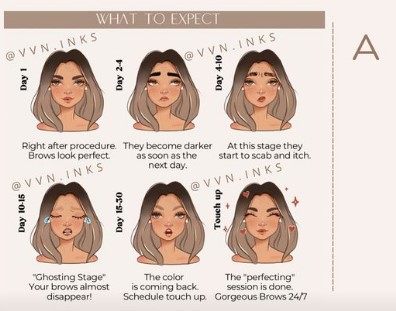 WHAT TO EXPECT
A
@VVN.INKS
@VVN.INKS
Day 1
Day 2-4
Day 4-10
Right after procedure.
Brows look perfect.
They become darker
as soon as the
next day.
At this stage they
start to scab and itch.
@VVN.INKS
@VVN.INKS
Day 10-15
Day 15-30
Touch up
"Ghosting Stage"
Your brows almost
disappear!
The color
is coming back.
Schedule touch up.
The "perfecting"
session is done.
Gorgeous Brows 24/7